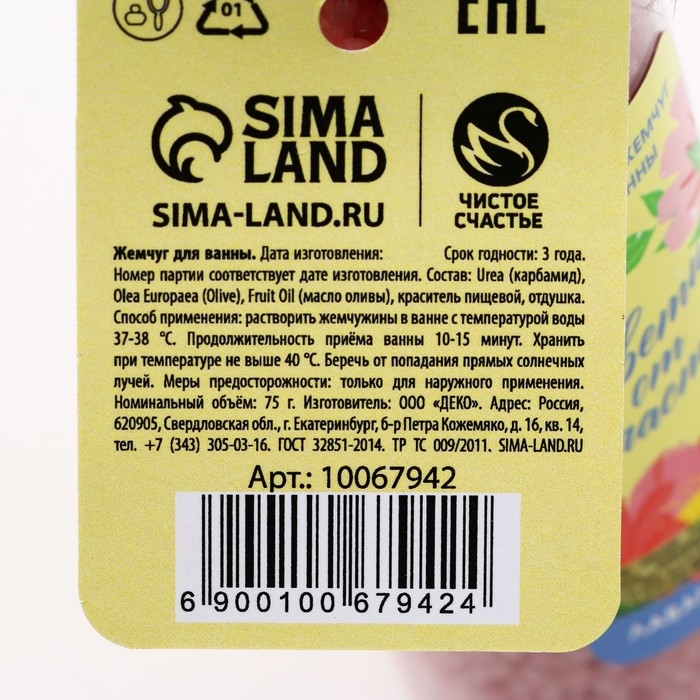 01
EAC
SIMA
LAND
SIMA-LAND.RU
ЧИСТОЕ
СЧАСТЬЕ
Жемчуг для ванны. Дата изготовления: Срок годности: 3 года.
Номер партии соответствует дате изготовления. Состав: Urea (карбамид),
Olea Europaea (Olive), Fruit Oil (масло оливы), краситель пищевой, отдушка.
Способ применения: растворить жемчужины в ванне с температурой воды
37-38 °C. Продолжительность приёма ванны 10-15 минут. Хранить
при температуре не выше 40 °C. Беречь от попадания прямых солнечных
лучей. Меры предосторожности: только для наружного применения.
Номинальный объём: 75 г. Изготовитель: ООО «ДЕКО». Адрес: Россия,
620905, Свердловская обл., г. Екатеринбург, б-р Петра Кожемяко, д. 16, кв. 14,
тел. +7 (343) 305-03-16. ГОСТ 32851-2014. ТР ТС 009/2011. SIMA-LAND.RU
Арт.: 10067942
6 900100 679424
ЖЕМЧУГ
от